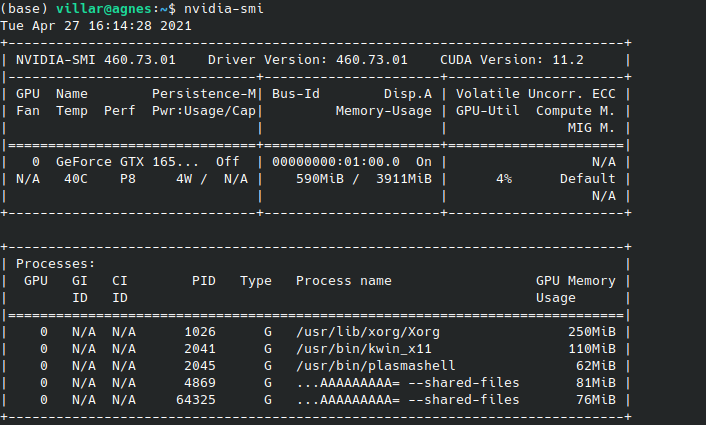 (base) villar@agnes:~$ nvidia-smi
Tue Apr 27 16:14:28 2021
+-----------------------------------------------------------------------------+
| NVIDIA-SMI 460.73.01    Driver Version: 460.73.01    CUDA Version: 11.2     |
|-------------------------------+----------------------+----------------------+
| GPU  Name        Persistence-M| Bus-Id        Disp.A | Volatile Uncorr. ECC |
| Fan  Temp  Perf  Pwr:Usage/Cap|         Memory-Usage | GPU-Util  Compute M. |
|                               |                      |               MIG M. |
|===============================+======================+======================|
|   0  GeForce GTX 165...  Off  | 00000000:01:00.0  On |                  N/A |
| N/A   40C    P8     4W /  N/A |    590MiB /  3911MiB |      4%      Default |
|                               |                      |                  N/A |
+-------------------------------+----------------------+----------------------+
+-----------------------------------------------------------------------------+
| Processes:                                                                  |
|  GPU   GI   CI        PID   Type   Process name                  GPU Memory |
|        ID   ID                                                   Usage      |
|=============================================================================|
|    0   N/A  N/A      1026      G   /usr/lib/xorg/Xorg                250MiB |
|    0   N/A  N/A      2041      G   /usr/bin/kwin_x11                 110MiB |
|    0   N/A  N/A      2045      G   /usr/bin/plasmashell               62MiB |
|    0   N/A  N/A      4869      G   ...AAAAAAAAA= --shared-files       81MiB |
|    0   N/A  N/A     64325      G   ...AAAAAAAAA= --shared-files       76MiB |
+-----------------------------------------------------------------------------+